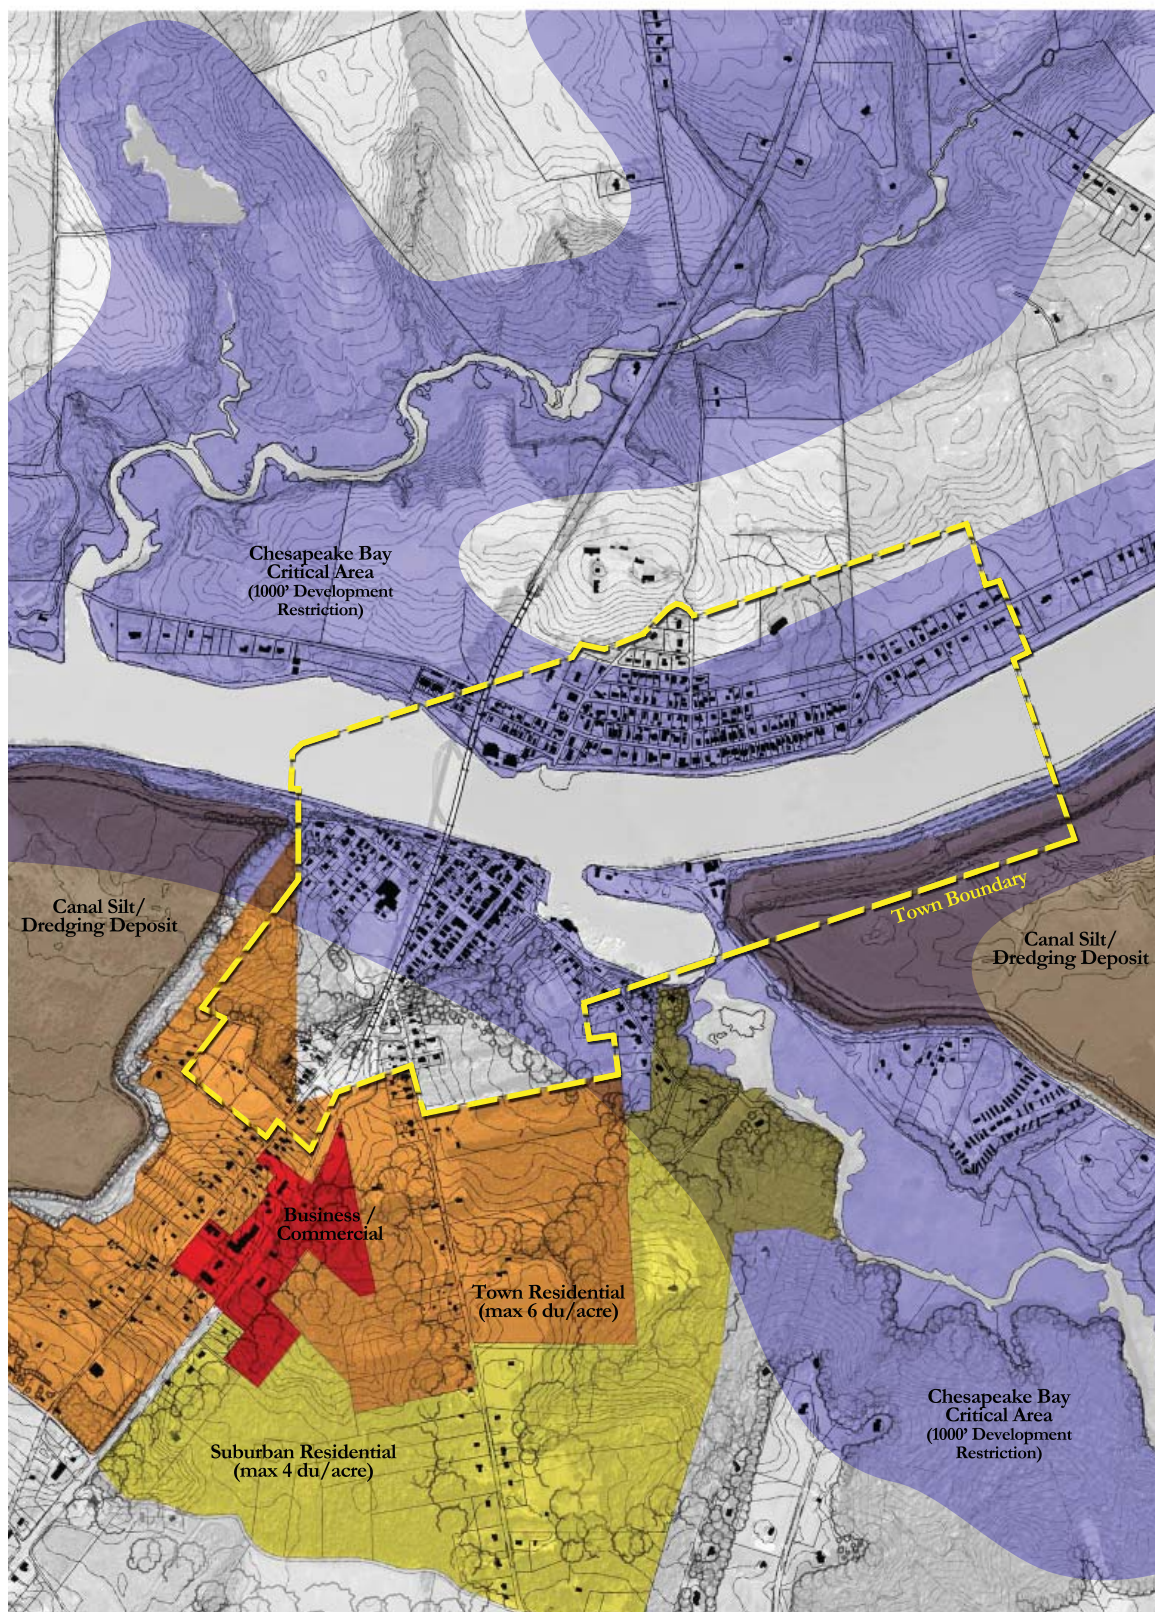 Chesapeake Bay
Critical Area
(1000' Development
Restriction)
Canal Silt/
Dredging Deposit
Town Boundary
Canal Silt/
Dredging Deposit
Business /
Commercial
Town Residential
(max 6 du/acre)
Chesapeake Bay
Critical Area
(1000' Development
Restriction)
Suburban Residential
(max 4 du/acre)